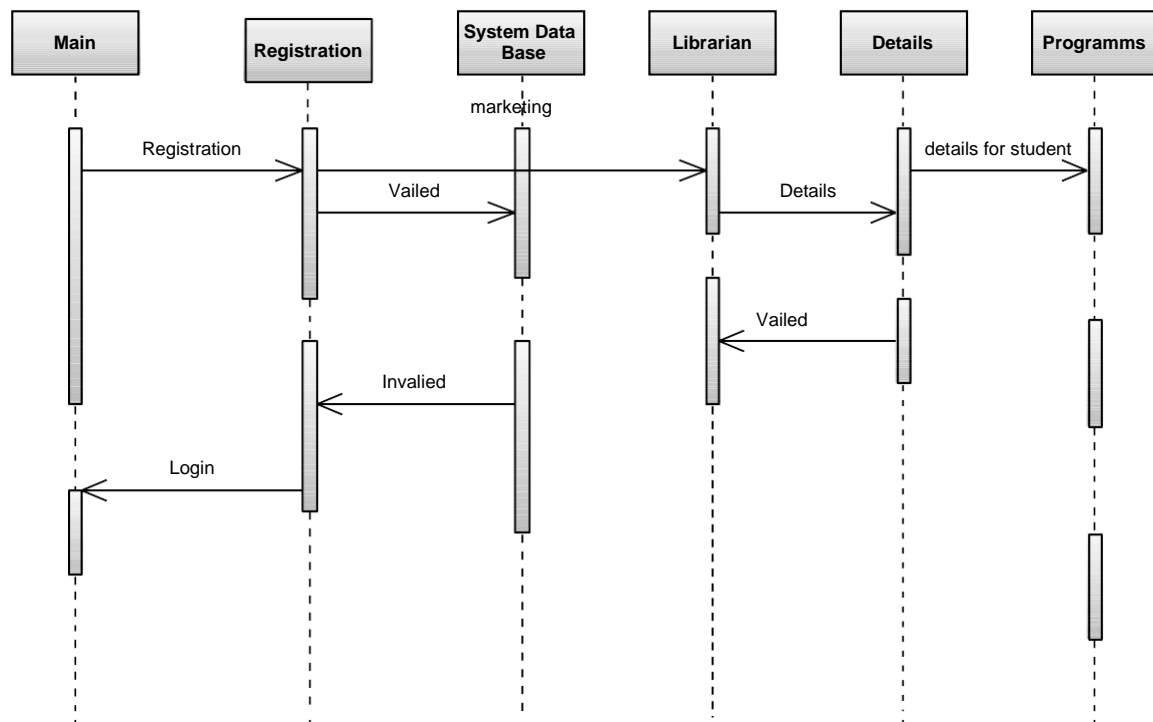 Main
Registration
System Data
Base
Librarian
Details
Programms
marketing
Registration
details for student
Vailed
Details
Vailed
Invalied
Login